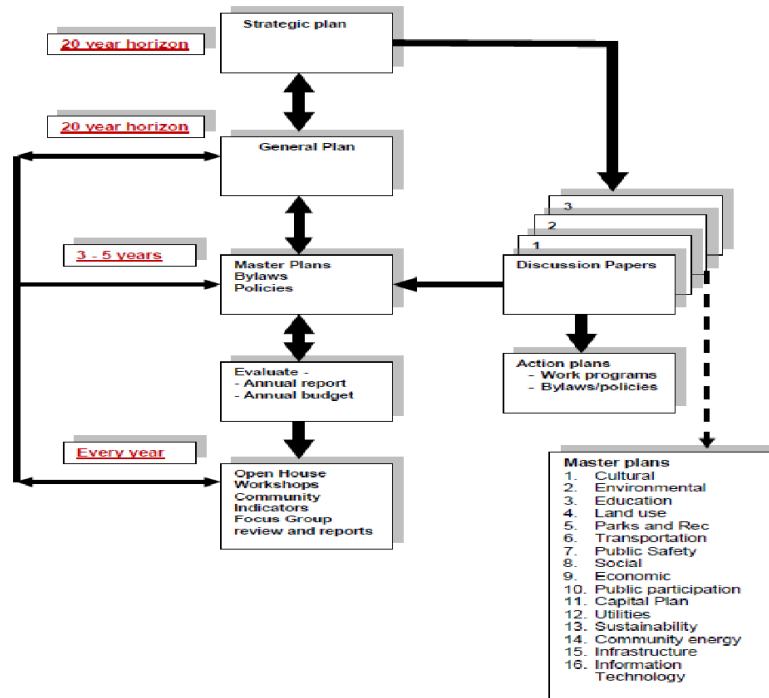 Strategic plan
20 year horizon
20 year horizon
General Plan
3 - 5 years
Master Plans
Bylaws
Policies
3
2
1
Discussion Papers
Evaluate -
- Annual report
- Annual budget
Action plans
- Work programs
- Bylaws/policies
Every year
Open House
Workshops
Community
Indicators
Focus Group
review and reports
Master plans
1. Cultural
2. Environmental
3. Education
4. Land use
5. Parks and Rec
6. Transportation
7. Public Safety
8. Social
9. Economic
10. Public participation
11. Capital Plan
12. Utilities
13. Sustainability
14. Community energy
15. Infrastructure
16. Information
Technology